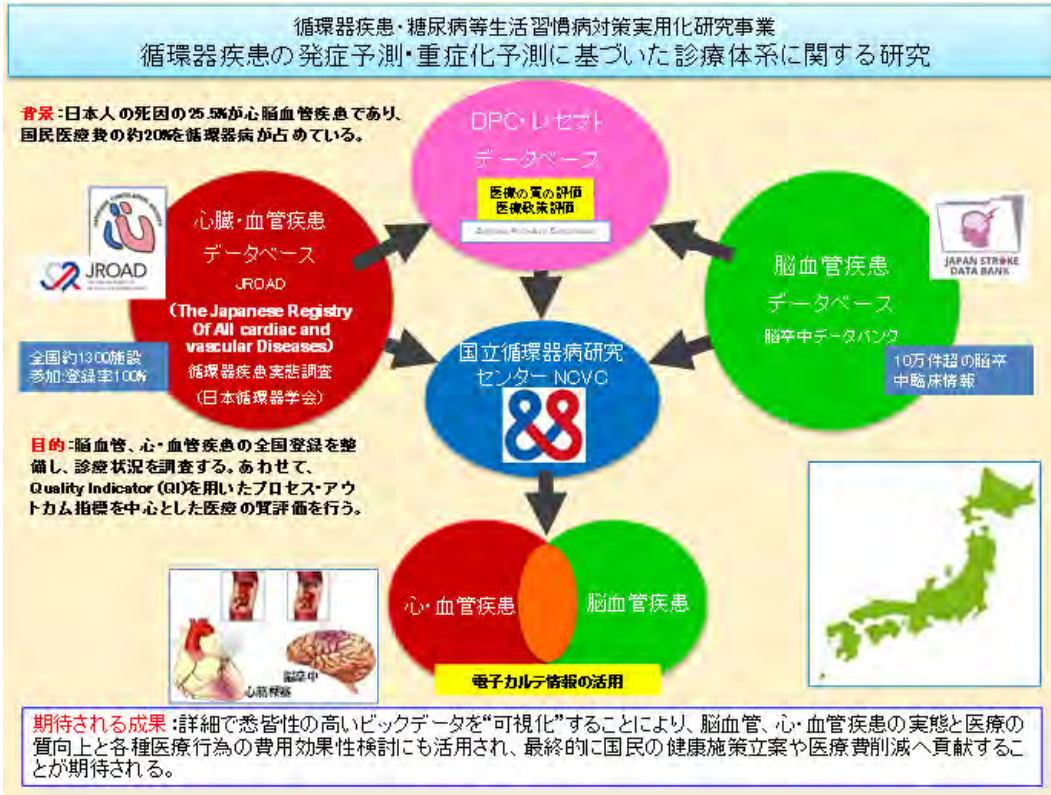 循環器疾患・糖尿病等生活習慣病対策実用化研究事業
循環器疾患の発症予測・重症化予測に基づいた診療体系に関する研究
背景：日本人の死因の25.5%が心脳血管疾患であり、
国民医療費の約20%を循環器病が占めている。
DPC・レセプト
データベース
医療の質の評価
医療政策評価
心臓・血管疾患
データベース
JROAD
(The Japanese Registry
Of All cardiac and
vascular Diseases)
循環器疾患実態調査
(日本循環器学会)
JROAD
全国約1300施設
参加:登録率100%
脳血管疾患
データベース
脳卒中データバンク
JAPAN STROKE
DATA BANK
10万件超の脳卒
中臨床情報
国立循環器病研究
センター NCVC
目的：脳血管、心・血管疾患の全国登録を整
備し、診療状況を調査する。あわせて、
Quality Indicator (QI)を用いたプロセス・アウ
トカム指標を中心とした医療の質評価を行う。
心・血管疾患
脳血管疾患
電子カルテ情報の活用
脳卒中
心筋梗塞
期待される成果：詳細で悉皆性の高いビックデータを“可視化”することにより、脳血管、心・血管疾患の実態と医療の
質向上と各種医療行為の費用効果性検討にも活用され、最終的に国民の健康施策立案や医療費削減へ貢献するこ
とが期待される。